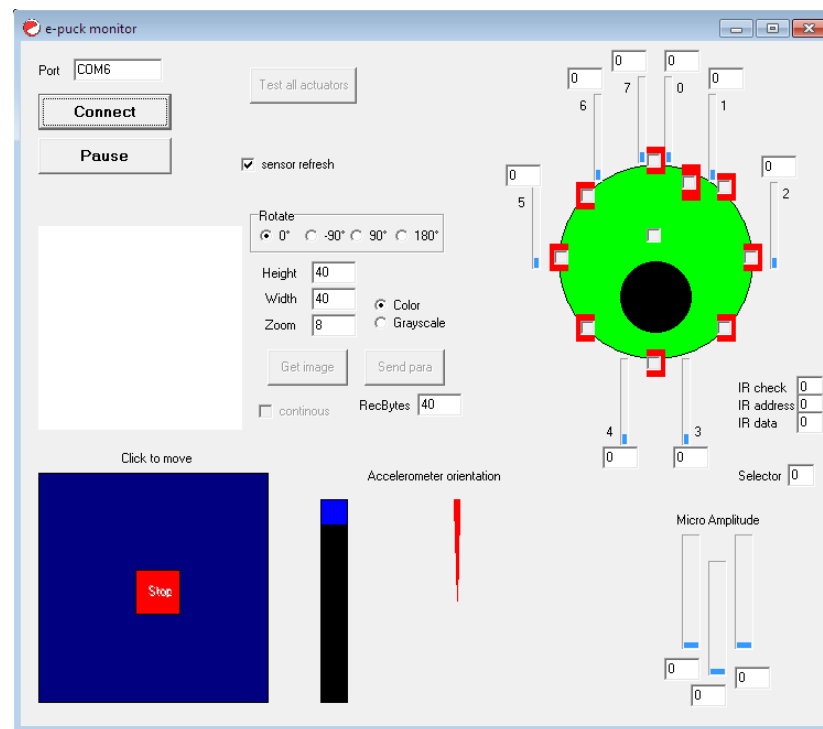 e-puck monitor
Port COM6
Test all actuators
Connect
Pause
sensor refresh
0 0
0 7 0 0
6 1
0 0
5 2
Rotate
0° -90° 90° 180°
Height 40
Width 40
Color
Zoom 8
Grayscale
Get image Send para
continous RecBytes 40
IR check 0
IR address 0
IR data 0
4 3
0 0
Click to move
Accelerometer orientation
Selector 0
Micro Amplitude
Stop
0 0
0